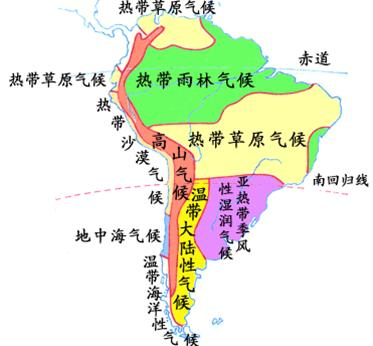 热带草原气候
赤道
热带草原气候
热带雨林气候
热带沙漠气候
高山气候
热带草原气候
南回归线
亚热带季风
性湿润气候
温带大陆性气候
地中海气候
温带海洋性气候